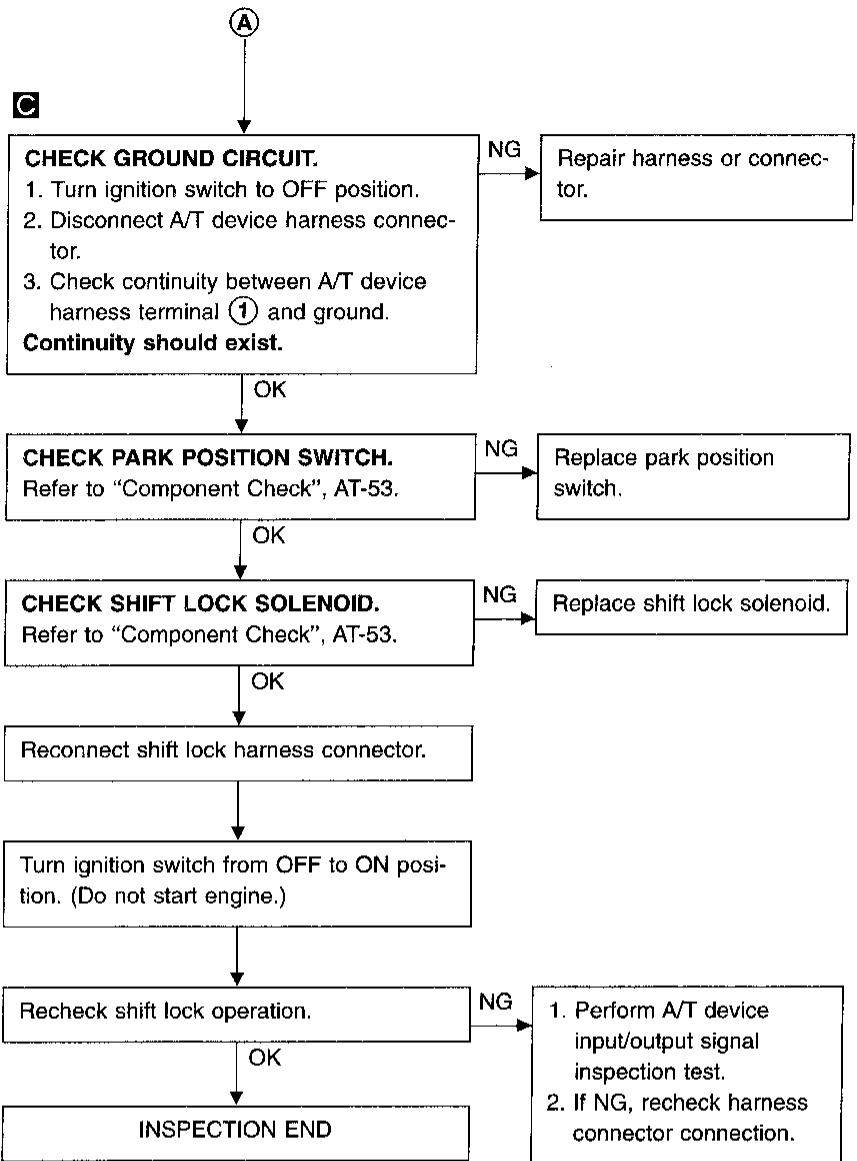 A
C
CHECK GROUND CIRCUIT.
1. Turn ignition switch to OFF position.
2. Disconnect A/T device harness connec-
tor.
3. Check continuity between A/T device
harness terminal 1 and ground.
Continuity should exist.
NG
Repair harness or connec-
tor.
OK
CHECK PARK POSITION SWITCH.
Refer to “Component Check”, AT-53.
NG
Replace park position
switch.
OK
CHECK SHIFT LOCK SOLENOID.
Refer to “Component Check”, AT-53.
NG
Replace shift lock solenoid.
OK
Reconnect shift lock harness connector.
Turn ignition switch from OFF to ON posi-
tion. (Do not start engine.)
Recheck shift lock operation.
NG
1. Perform A/T device
input/output signal
inspection test.
2. If NG, recheck harness
connector connection.
OK
INSPECTION END